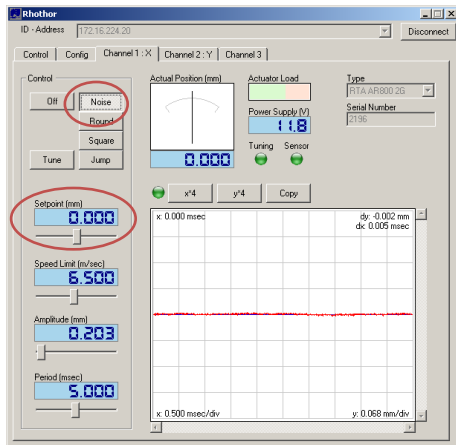 Rhothor
ID - Address 172.16.224.20 Disconnect
Control Config Channel 1 : X Channel 2 : Y Channel 3
Control
Off Noise
Round
Square
Tune Jump
Setpoint (mm)
0.000
Speed Limit (m/sec)
6.500
Amplitude (mm)
0.203
Period (msec)
5.000
Actual Position (mm)
0.000
Actuator Load
Power Supply (V)
11.8
Tuning Sensor
Type
RTA AR800 2G
Serial Number
2196
x*4 y*4 Copy
x: 0.000 msec dy: -0.002 mm
dx: 0.005 msec
x: 0.500 msec/div y: 0.068 mm/div